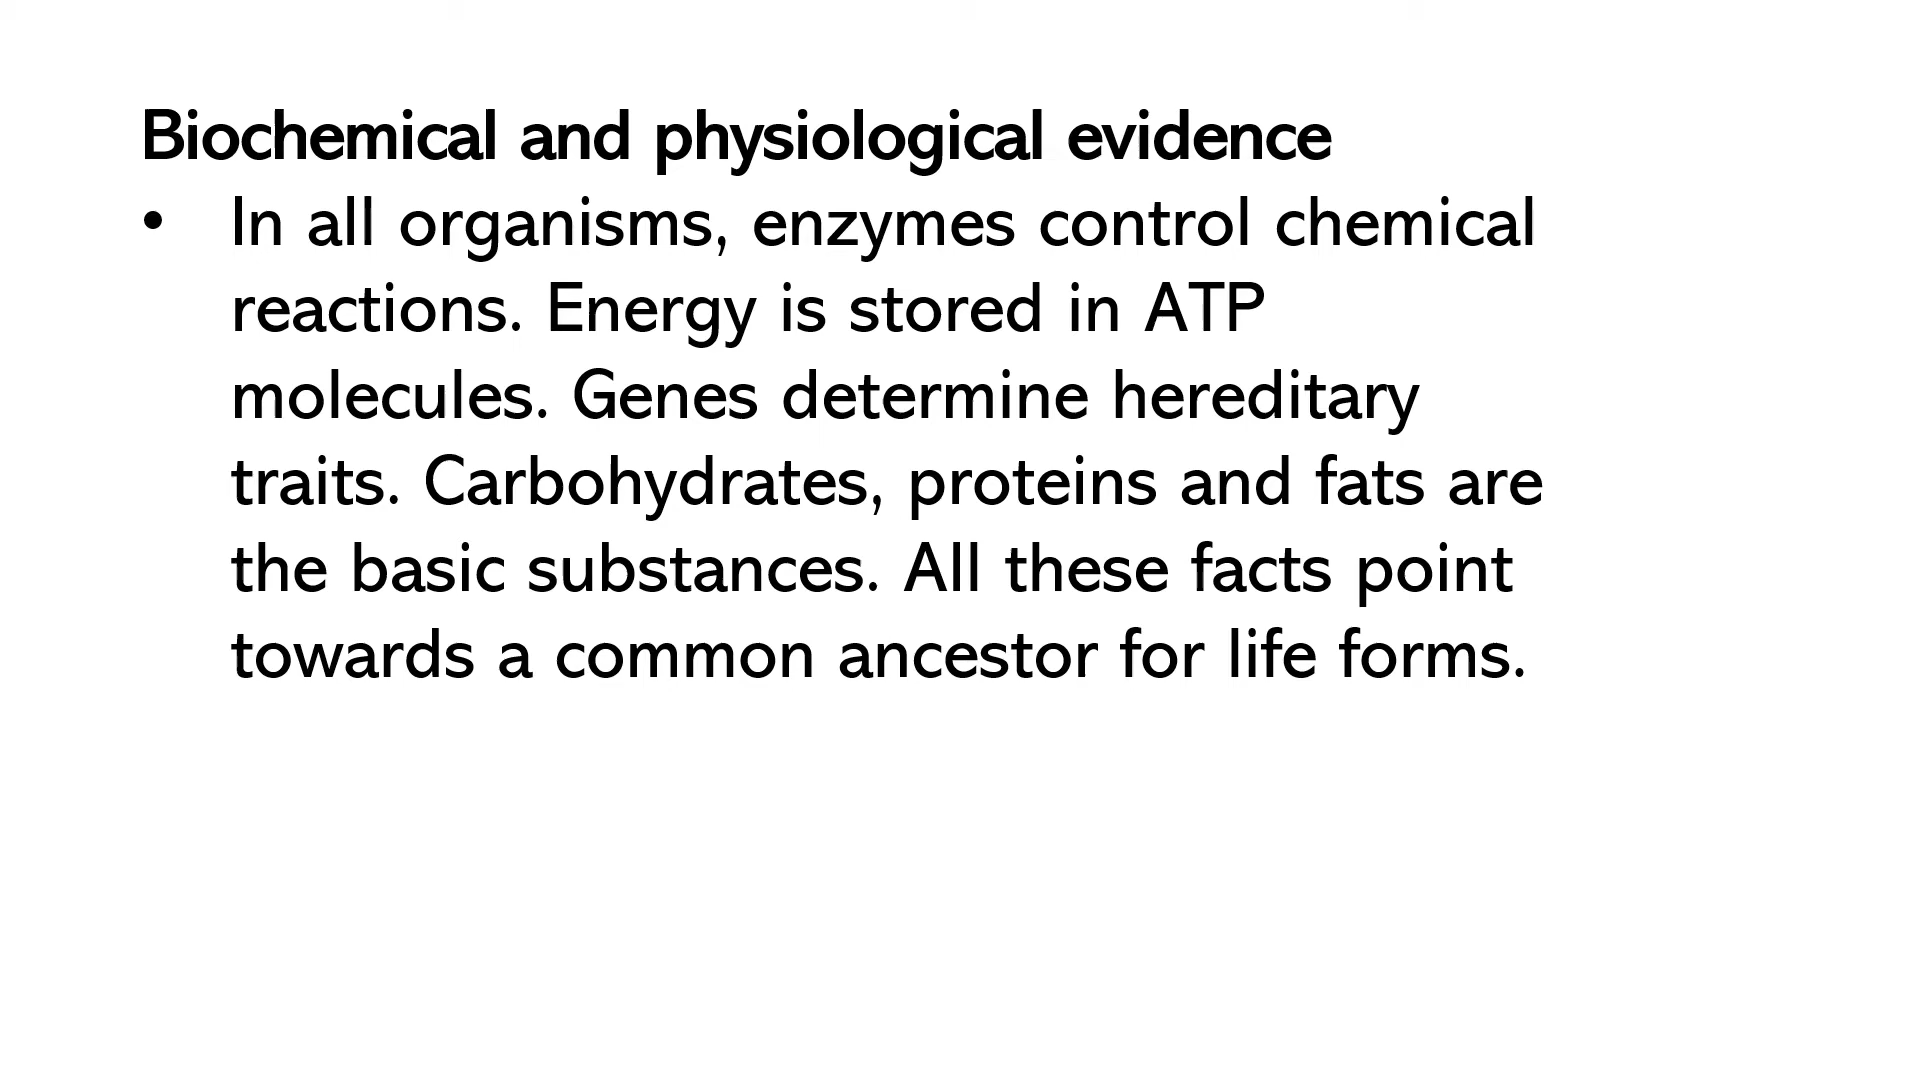 Biochemical and physiological evidence
• In all organisms, enzymes control chemical
reactions. Energy is stored in ATP
molecules. Genes determine hereditary
traits. Carbohydrates, proteins and fats are
the basic substances. All these facts point
towards a common ancestor for life forms.